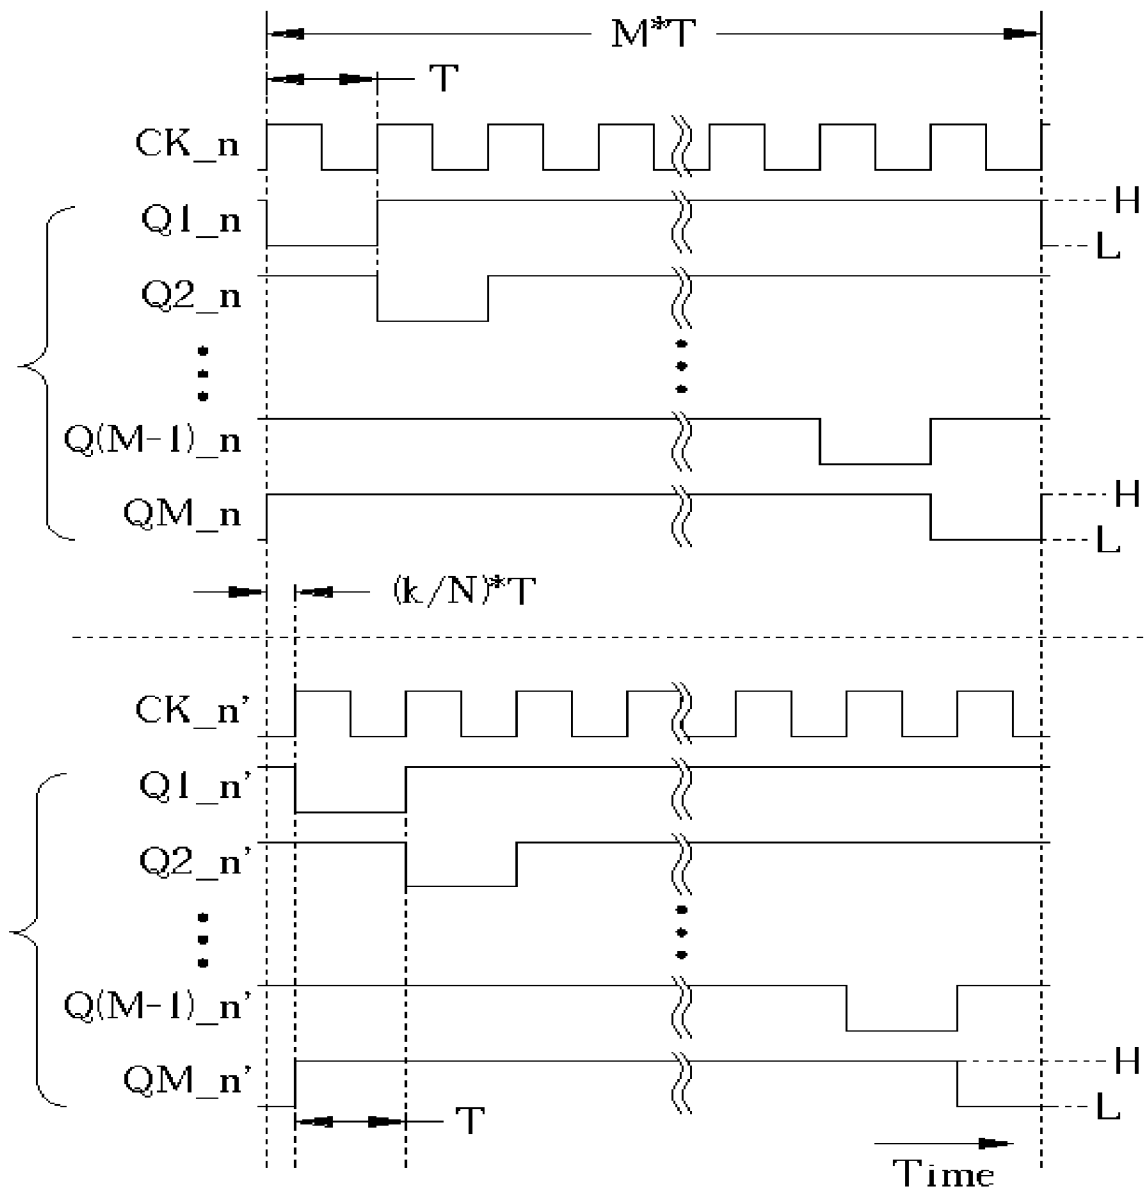 M*T
T
CK_n
Q1_n
H
L
Q2_n
Q(M-1)_n
QM_n
H
L
(k/N)*T
CK_n'
Q1_n'
Q2_n'
Q(M-1)_n'
QM_n'
H
L
T
Time